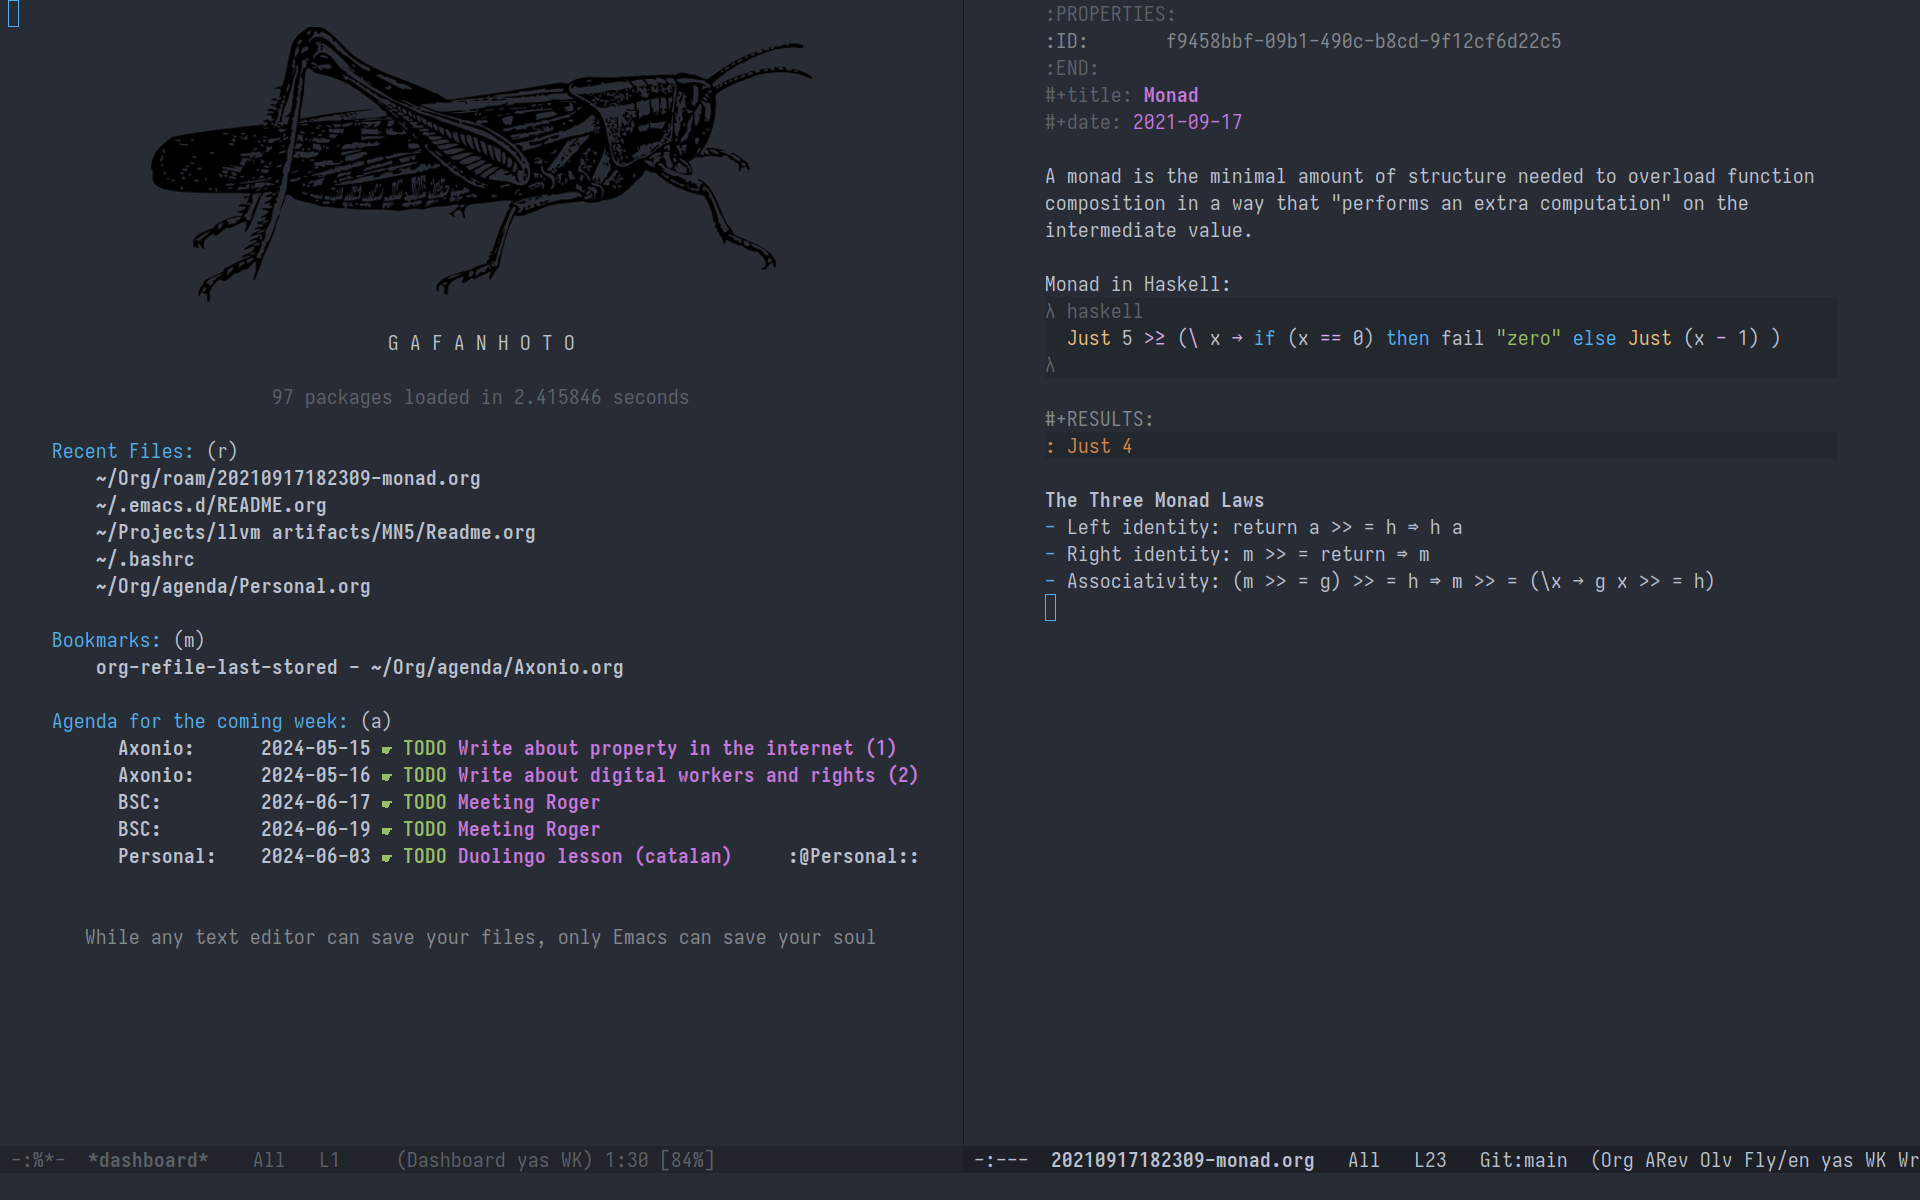 G A F A N H O T O
97 packages loaded in 2.415846 seconds
Recent Files: (r)
~/Org/roam/20210917182309-monad.org
~/.emacs.d/README.org
~/Projects/llvm artifacts/MN5/Readme.org
~/.bashrc
~/Org/agenda/Personal.org
Bookmarks: (m)
org-refile-last-stored - ~/Org/agenda/Axonio.org
Agenda for the coming week: (a)
Axonio: 2024-05-15 ☛ TODO Write about property in the internet (1)
Axonio: 2024-05-16 ☛ TODO Write about digital workers and rights (2)
BSC: 2024-06-17 ☛ TODO Meeting Roger
BSC: 2024-06-19 ☛ TODO Meeting Roger
Personal: 2024-06-03 ☛ TODO Duolingo lesson (catalan) :@Personal::
While any text editor can save your files, only Emacs can save your soul
-:%*- *dashboard* All L1 (Dashboard yas WK) 1:30 [84%]
:PROPERTIES:
:ID: f9458bbf-09b1-490c-b8cd-9f12cf6d22c5
:END:
#+title: Monad
#+date: 2021-09-17
A monad is the minimal amount of structure needed to overload function
composition in a way that "performs an extra computation" on the
intermediate value.
Monad in Haskell:
λ haskell
Just 5 >≥ (\ x → if (x == 0) then fail "zero" else Just (x - 1) )
λ
#+RESULTS:
: Just 4
The Three Monad Laws
- Left identity: return a >> = h ⇒ h a
- Right identity: m >> = return ⇒ m
- Associativity: (m >> = g) >> = h ⇒ m >> = (\x → g x >> = h)
-:--- 20210917182309-monad.org All L23 Git:main (Org ARev Olv Fly/en yas WK Wr